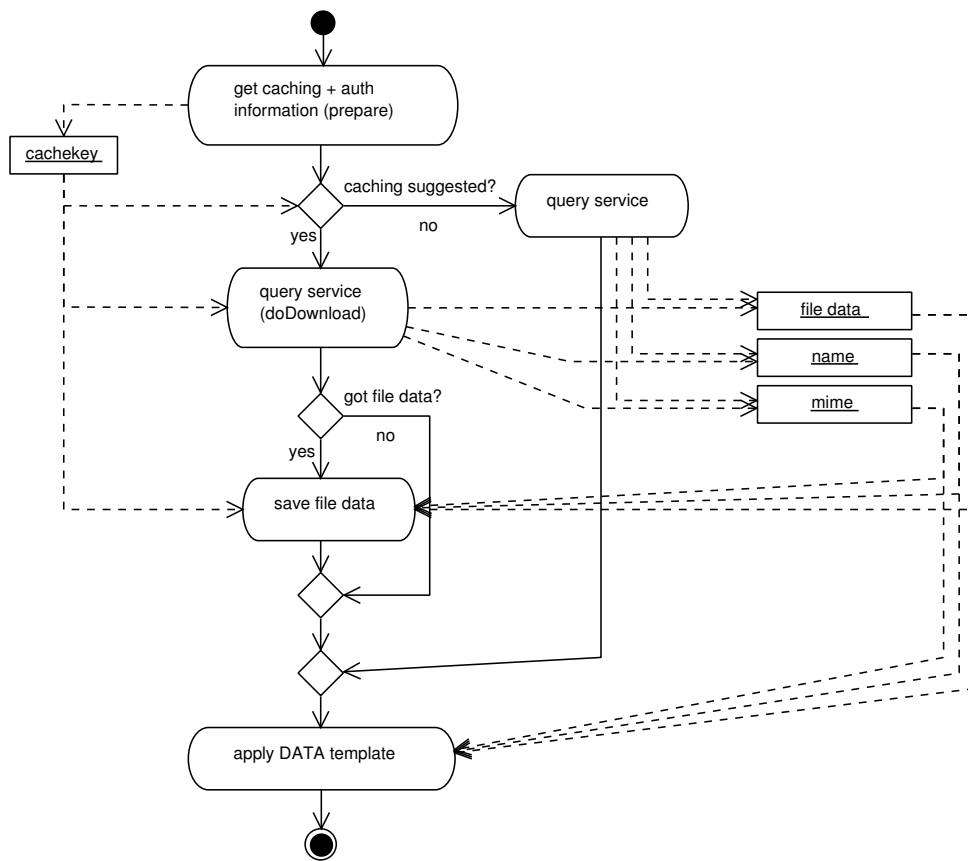 get caching + auth
information (prepare)
cachekey
caching suggested?
query service
yes
no
query service
(doDownload)
file data
name
mime
got file data?
no
yes
save file data
apply DATA template